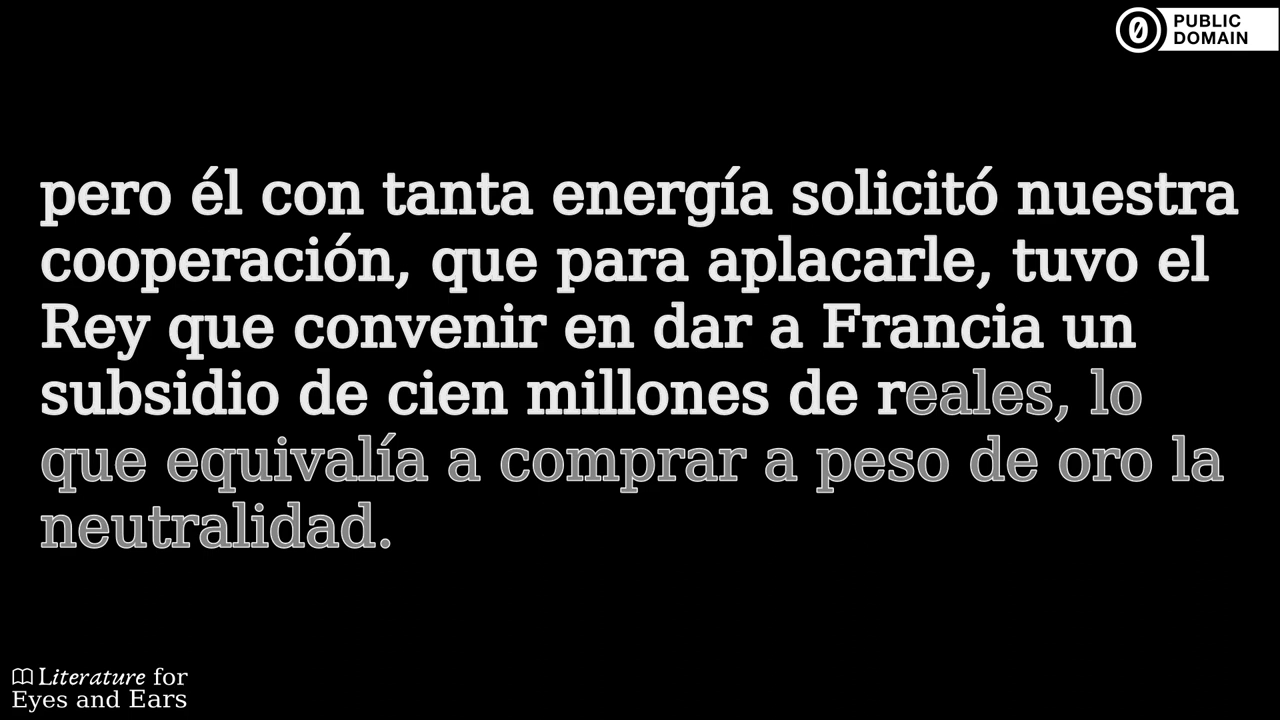 PUBLIC
DOMAIN
pero él con tanta energía solicitó nuestra
cooperación, que para aplacarle, tuvo el
Rey que convenir en dar a Francia un
subsidio de cien millones de reales, lo
que equivalía a comprar a peso de oro la
neutralidad.
Literature for
Eyes and Ears